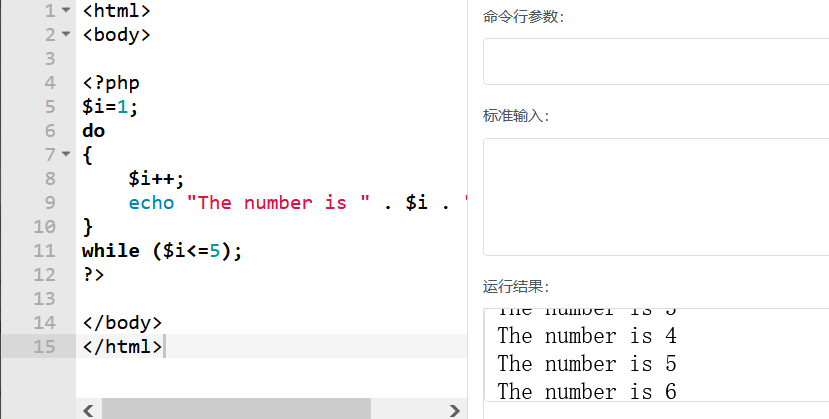 1 <html>
2 <body>
3
4 <?php
5 $i=1;
6 do
7 {
8 $i++;
9 echo "The number is " . $i . "
10 }
11 while ($i<=5);
12 ?>
13
14 </body>
15 </html>
命令行参数:
标准输入:
运行结果:
The number is 3
The number is 4
The number is 5
The number is 6